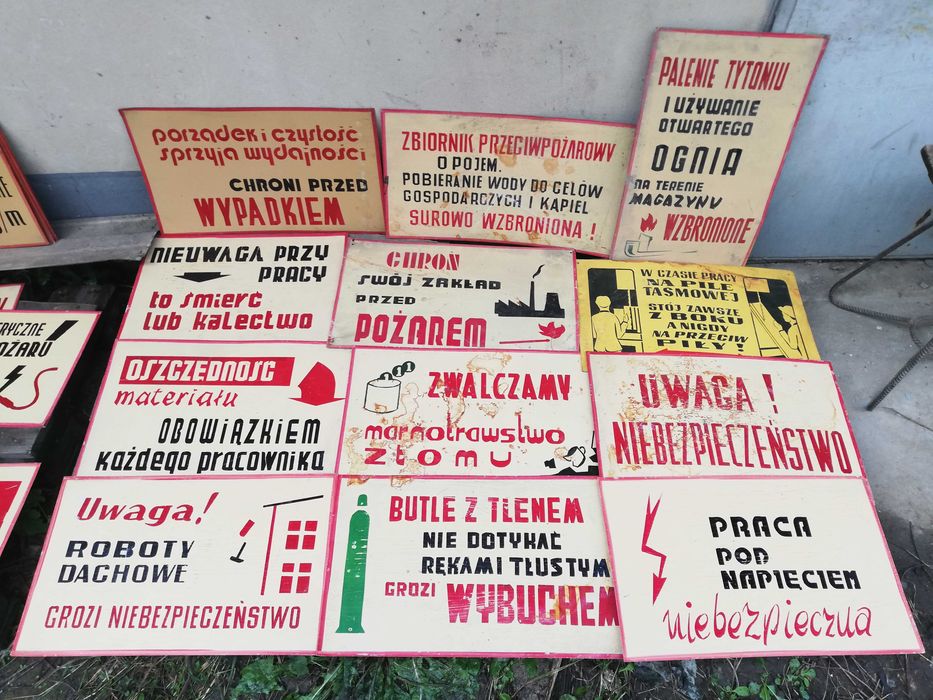 porządek i czystość
sprzyja wydajności
CHRONI PRZED
WYPADKIEM
ZBIORNIK PRZECIWPOŻAROWY
O POJEM.
POBIERANIE WODY DO CELÓW
GOSPODARCZYCH I KĄPIEL
SUROWO WZBRONIONA !
PALENIE TYTONIU
I UŻYWANIE
OTWARTEGO
OGNIA
NA TERENIE
MAGAZYNU
WZBRONIONE
NIEUWAGA PRZY
PRACY
to śmierć
lub kalectwo
CHROŃ
SWÓJ ZAKŁAD
PRZED
POŻAREM
W CZASIE PRACY
NA PILE
TAŚMOWEJ
STÓJ ZAWSZE
Z BOKU
A NIGDY
NA PRZECIW
PIŁY !
OSZCZĘDNOŚĆ
materiału
OBOWIĄZKIEM
każdego pracownika
ZWALCZAMY
marnotrawstwo
ZŁOMU
UWAGA !
NIEBEZPIECZEŃSTWO
RYCZNE
OŻARU
Uwaga!
ROBOTY
DACHOWE
GROZI NIEBEZPIECZEŃSTWO
BUTLE Z TLENEM
NIE DOTYKAĆ
RĘKAMI TŁUSTYM
GROZI WYBUCHEM
PRACA
POD
NAPIĘCIEM
niebezpieczna